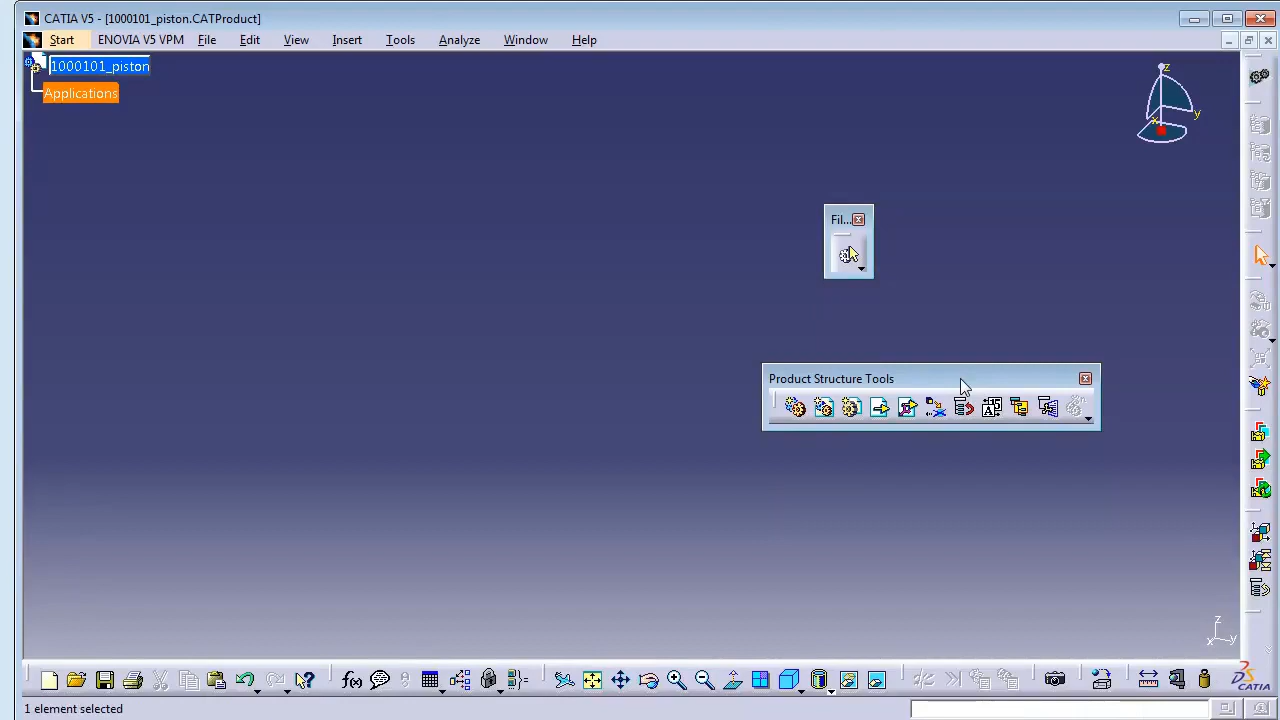 CATIA V5 - [1000101_piston.CATProduct]
Start ENOVIA V5 VPM File Edit View Insert Tools Analyze Window Help
1000101_piston
Applications
z
y
x
Fil...
Product Structure Tools
z
x y
f(x)
CATIA
1 element selected